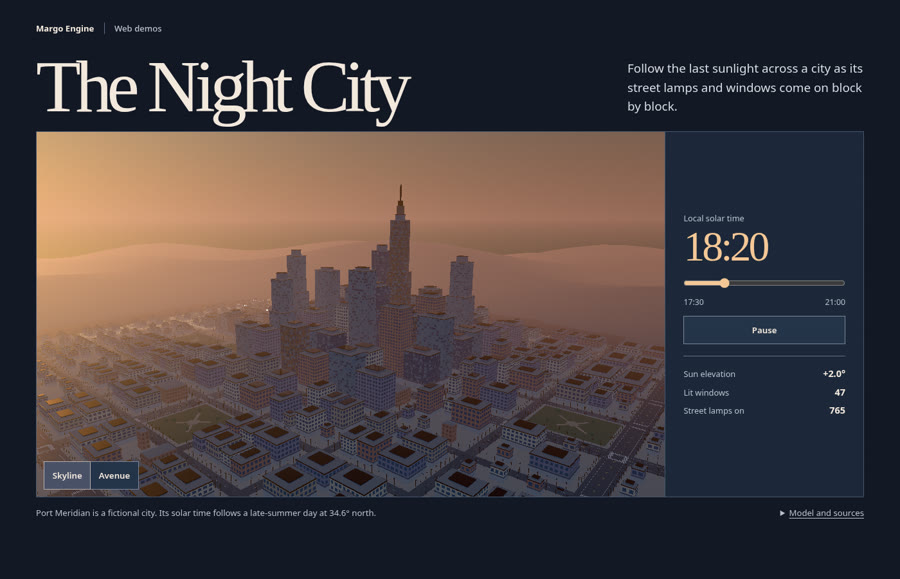 Margo Engine
Web demos
The Night City
Follow the last sunlight across a city as its
street lamps and windows come on block
by block.
Local solar time
18:20
17:30
21:00
Pause
Sun elevation
+2.0°
Lit windows
47
Street lamps on
765
Skyline
Avenue
Port Meridian is a fictional city. Its solar time follows a late-summer day at 34.6° north.
▶ Model and sources